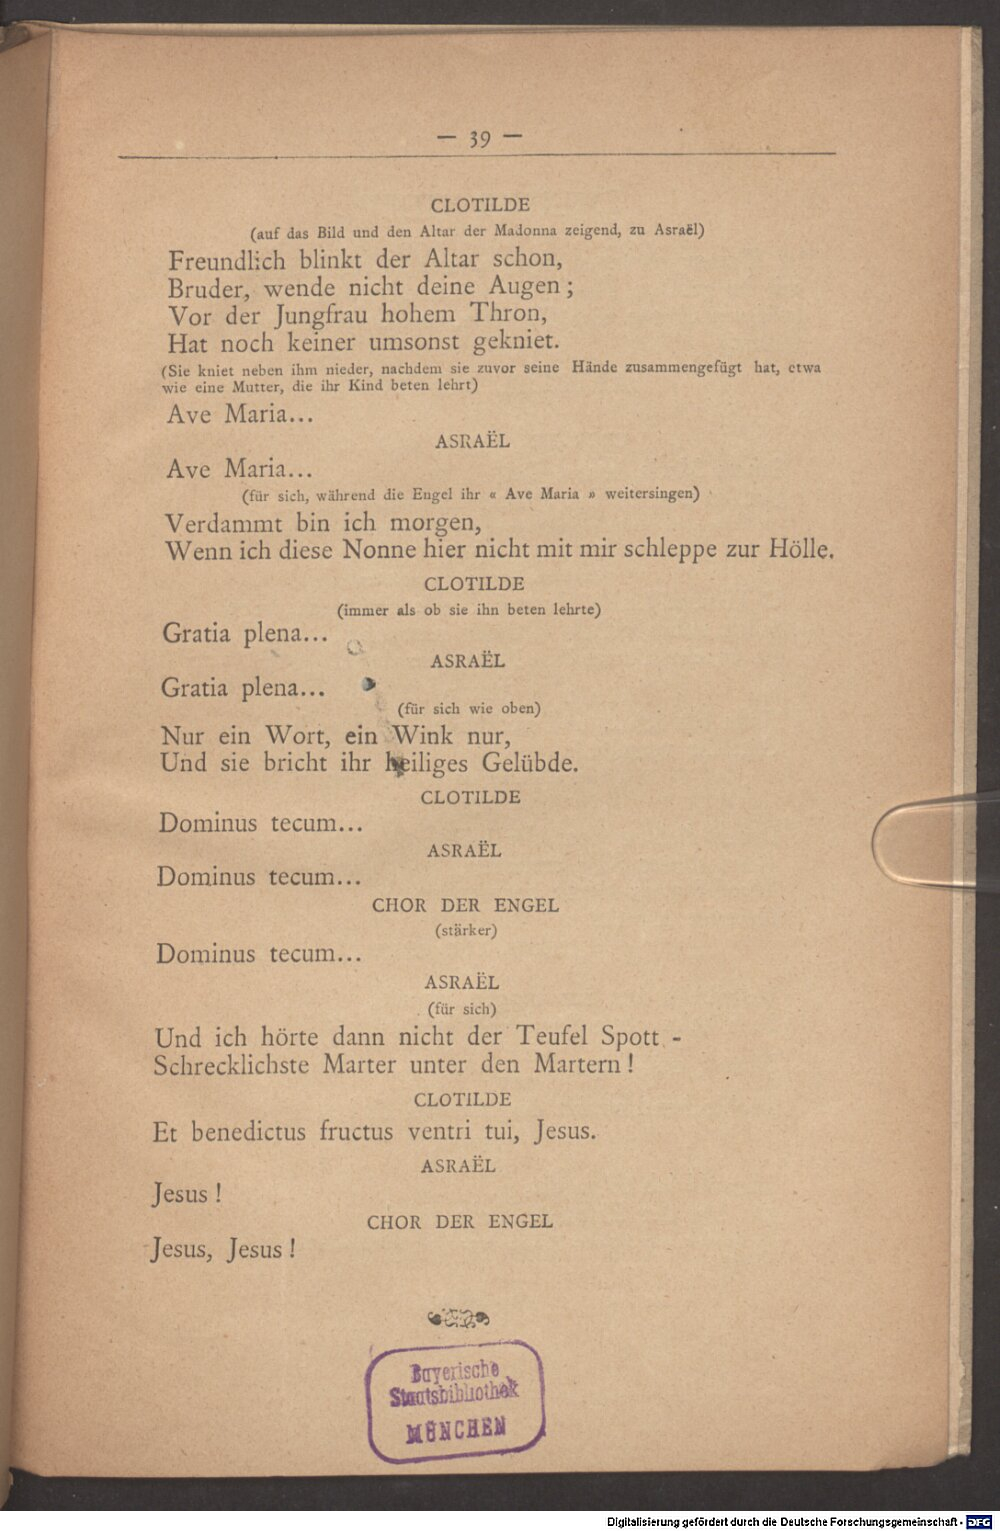 — 39 —
CLOTILDE
(auf das Bild und den Altar der Madonna zeigend, zu Asraël)
Freundlich blinkt der Altar schon,
Bruder, wende nicht deine Augen;
Vor der Jungfrau hohem Thron,
Hat noch keiner umsonst gekniet.
(Sie kniet neben ihm nieder, nachdem sie zuvor seine Hände zusammengefügt hat, etwa
wie eine Mutter, die ihr Kind beten lehrt)
Ave Maria...
ASRAËL
Ave Maria...
(für sich, während die Engel ihr « Ave Maria » weitersingen)
Verdammt bin ich morgen,
Wenn ich diese Nonne hier nicht mit mir schleppe zur Hölle.
CLOTILDE
(immer als ob sie ihn beten lehrte)
Gratia plena...
ASRAËL
Gratia plena...
(für sich wie oben)
Nur ein Wort, ein Wink nur,
Und sie bricht ihr heiliges Gelübde.
CLOTILDE
Dominus tecum...
ASRAËL
Dominus tecum...
CHOR DER ENGEL
(stärker)
Dominus tecum...
ASRAËL
(für sich)
Und ich hörte dann nicht der Teufel Spott -
Schrecklichste Marter unter den Martern!
CLOTILDE
Et benedictus fructus ventri tui, Jesus.
ASRAËL
Jesus!
CHOR DER ENGEL
Jesus, Jesus!
Bayerische
Staatsbibliothek
MÜNCHEN
Digitalisierung gefördert durch die Deutsche Forschungsgemeinschaft - DFG